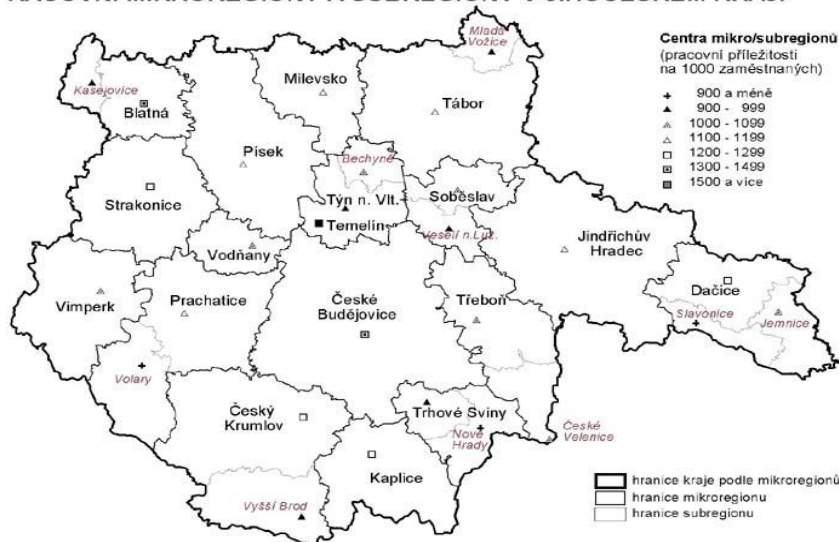 Centra mikro/subregionů
(pracovní příležitosti
na 1000 zaměstnaných)
900 a méně
900 - 999
1000 - 1099
1100 - 1199
1200 - 1299
1300 - 1499
1500 a více
Mladá
Vožice
Kasejovice
Milevsko
Blatná
Tábor
Písek
Bechyně
Strakonice
Týn n. Vlt.
Soběslav
Temelín
Veselí n.Luž.
Vodňany
Jindřichův
Hradec
Vimperk
Prachatice
České
Budějovice
Třeboň
Dačice
Slavonice
Jemnice
Volary
Český
Krumlov
Trhové Sviny
Nové
Hrady
České
Velenice
Kaplice
Vyšší Brod
hranice kraje podle mikroregionů
hranice mikroregionu
hranice subregionu